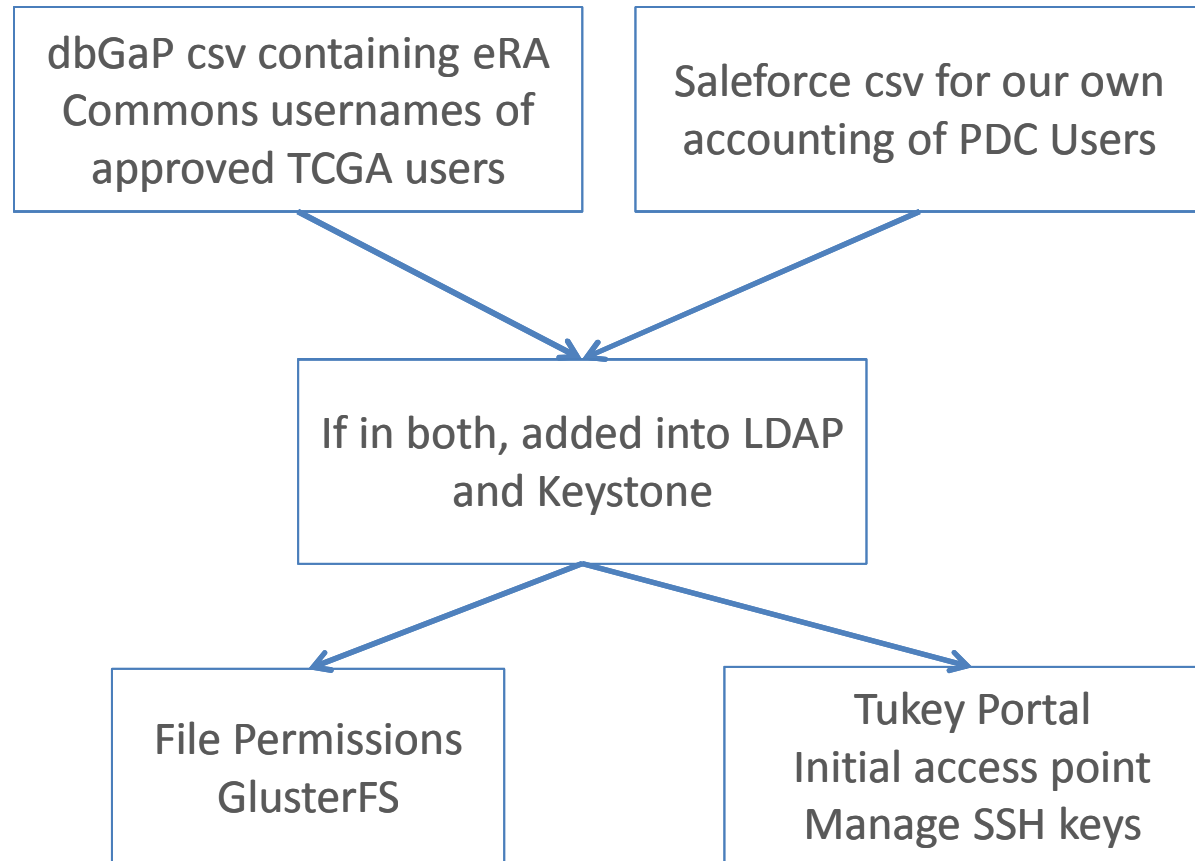 dbGaP csv containing eRA
Commons usernames of
approved TCGA users
Saleforce csv for our own
accounting of PDC Users
If in both, added into LDAP
and Keystone
File Permissions
GlusterFS
Tukey Portal
Initial access point
Manage SSH keys